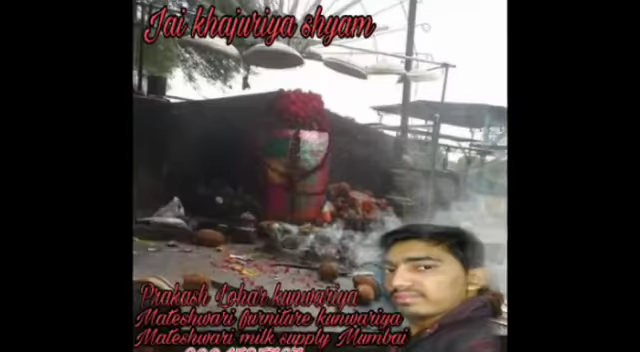 Jai khajuriya shyam
Prakash Lohar kunwariya
Mateshwari furniture kunwariya
Mateshwari milk supply Mumbai